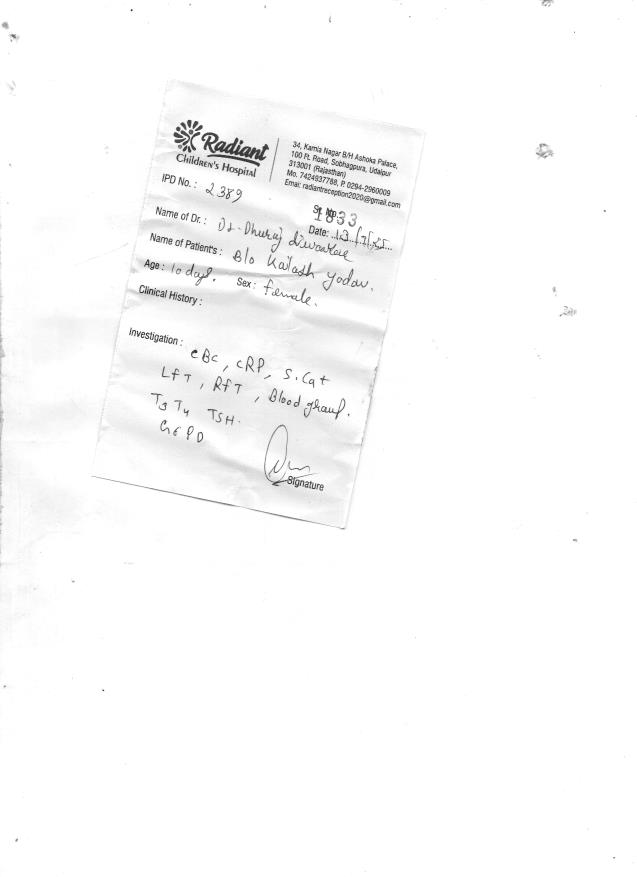 Radiant
Children's Hospital
34, Kamla Nagar B/H Ashoka Palace,
100 Ft. Road, Sobhagpura, Udaipur
313001 (Rajasthan)
Mo. 7424937788, P. 0294-2960009
Emai: radiantreception2020@gmail.com
IPD No.: 2389
Sr. No. 1833
Name of Dr.: Dr. Dhuraj
Date: 13/7/25
Name of Patient's: B/o Kailash Yadav.
Age: 10 days. Sex: female.
Clinical History:
Investigation: CBC, CRP, S. Cat
LFT, RFT, Blood group.
T3 T4 TSH.
G6PD
Signature